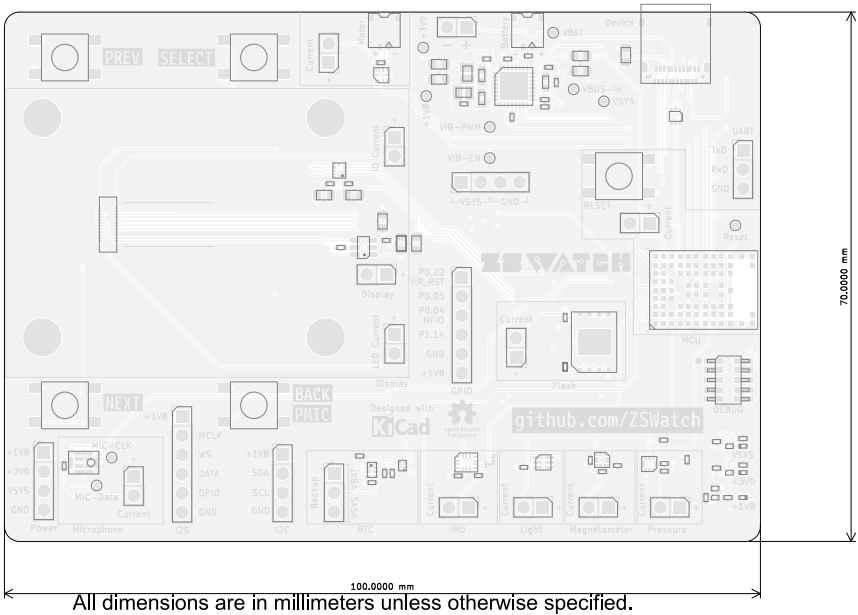 Motor
Current
+
+
-
+3V0
-
+
Battery
VBAT
Device
PREV
SELECT
VBUS-In
VSYS
+1V8
VIB-PWM
UART
TxD
RxD
GND
IO Current
+
VIB-EN
VSYS
GND
RESET
+
Current
Reset
ZSWATCH
Display
+
P0.22
HR_RST
P0.05
P0.04
MFIO
P1.14
GND
+1V8
GPIO
Current
+
Flash
MCU
70.0000 mm
LED Current
+
Display
DEBUG
NEXT
BACK
PMIC
Designed with
KiCad
open source
hardware
github.com/ZSWatch
+1V8
MCLK
WS
DATA
GPIO
GND
I2S
MIC-CLK
MIC-Data
+
Current
Microphone
+1V8
+3V0
VSYS
GND
Power
+1V8
SDA
SCL
GND
I2C
Backup
VSYS VBAT
RTC
Current
+
IMU
Current
+
Light
Current
+
Magnetometer
Current
+
Pressure
VSYS
+3V0
+1V8
100.0000 mm
All dimensions are in millimeters unless otherwise specified.